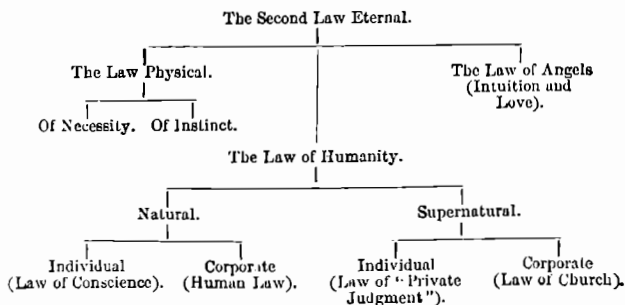 The Second Law Eternal.
The Law Physical.
The Law of Angels
(Intuition and
Love).
Of Necessity. Of Instinct.
The Law of Humanity.
Natural. Supernatural.
Individual Corporate Individual Corporate
(Law of Conscience). (Human Law). (Law of "Private (Law of Church).
Judgment").